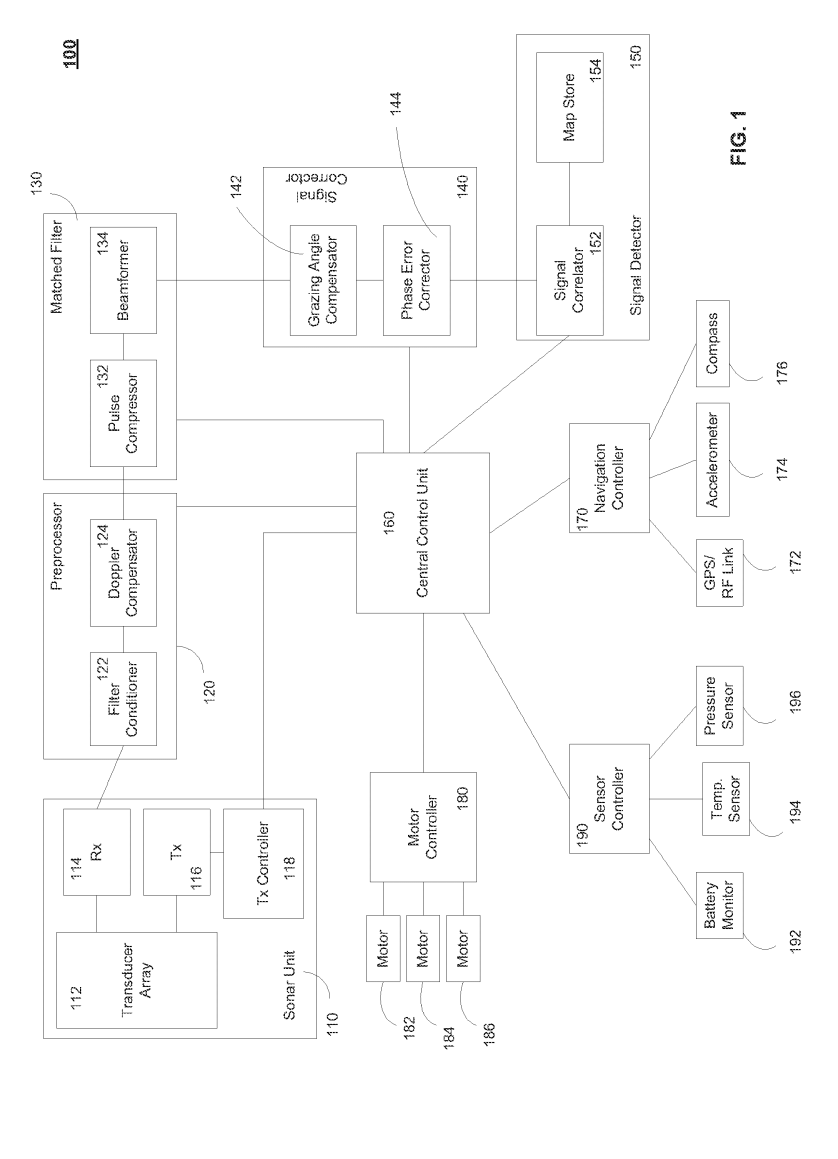 100
Transducer
Array
112
Rx
114
Tx
116
Tx Controller
118
Sonar Unit
110
Preprocessor
Filter
Conditioner
122
Doppler
Compensator
124
120
Matched Filter
Pulse
Compressor
132
Beamformer
134
130
Signal
Corrector
Grazing Angle
Compensator
142
Phase Error
Corrector
144
140
Signal
Correlator
152
Map Store
154
Signal Detector
150
160
Central Control Unit
Motor
Controller
180
Motor
Motor
Motor
182
184
186
190
Sensor
Controller
Battery
Monitor
192
Temp.
Sensor
194
Pressure
Sensor
196
170
Navigation
Controller
GPS/
RF Link
172
Accelerometer
174
Compass
176
FIG. 1